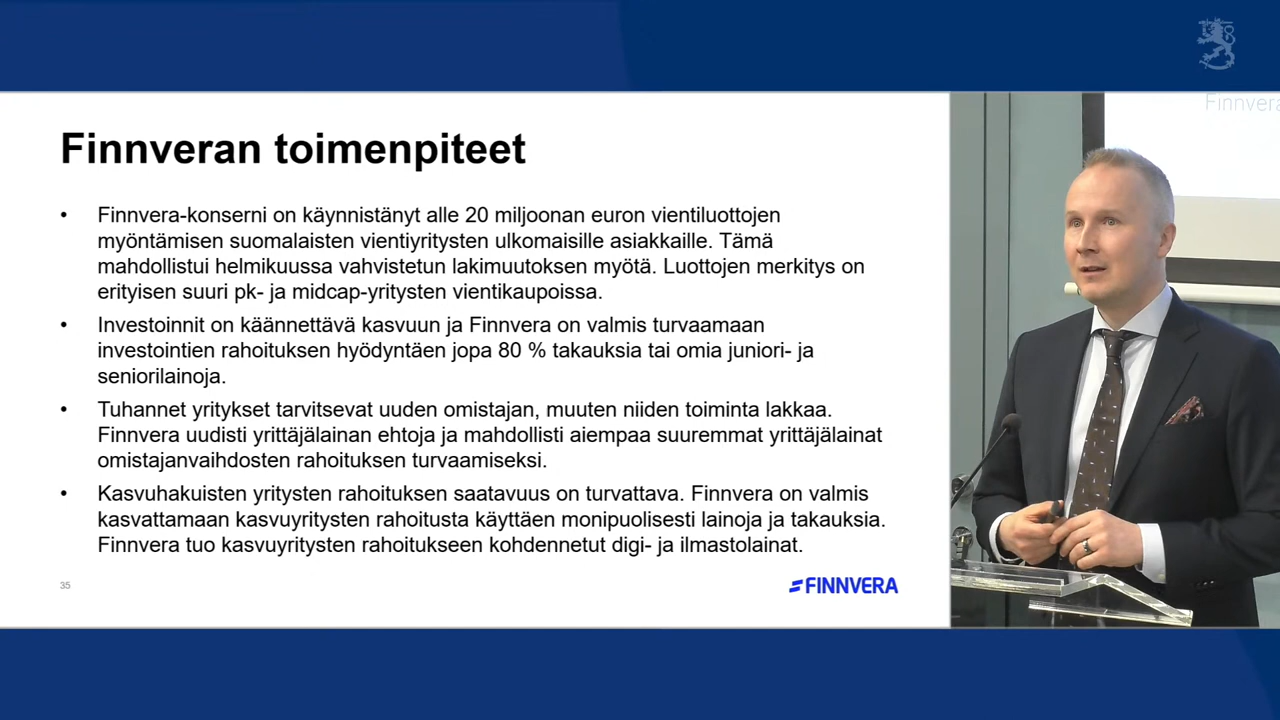 Finnveran toimenpiteet
• Finnvera-konserni on käynnistänyt alle 20 miljoonan euron vientiluottojen
myöntämisen suomalaisten vientiyritysten ulkomaisille asiakkaille. Tämä
mahdollistui helmikuussa vahvistetun lakimuutoksen myötä. Luottojen merkitys on
erityisen suuri pk- ja midcap-yritysten vientikaupoissa.
• Investoinnit on käännettävä kasvuun ja Finnvera on valmis turvaamaan
investointien rahoituksen hyödyntäen jopa 80 % takauksia tai omia juniori- ja
seniorilainoja.
• Tuhannet yritykset tarvitsevat uuden omistajan, muuten niiden toiminta lakkaa.
Finnvera uudisti yrittäjälainan ehtoja ja mahdollisti aiempaa suuremmat yrittäjälainat
omistajanvaihdosten rahoituksen turvaamiseksi.
• Kasvuhakuisten yritysten rahoituksen saatavuus on turvattava. Finnvera on valmis
kasvattamaan kasvuyritysten rahoitusta käyttäen monipuolisesti lainoja ja takauksia.
Finnvera tuo kasvuyritysten rahoitukseen kohdennetut digi- ja ilmastolainat.
35
FINNVERA
Finnvera